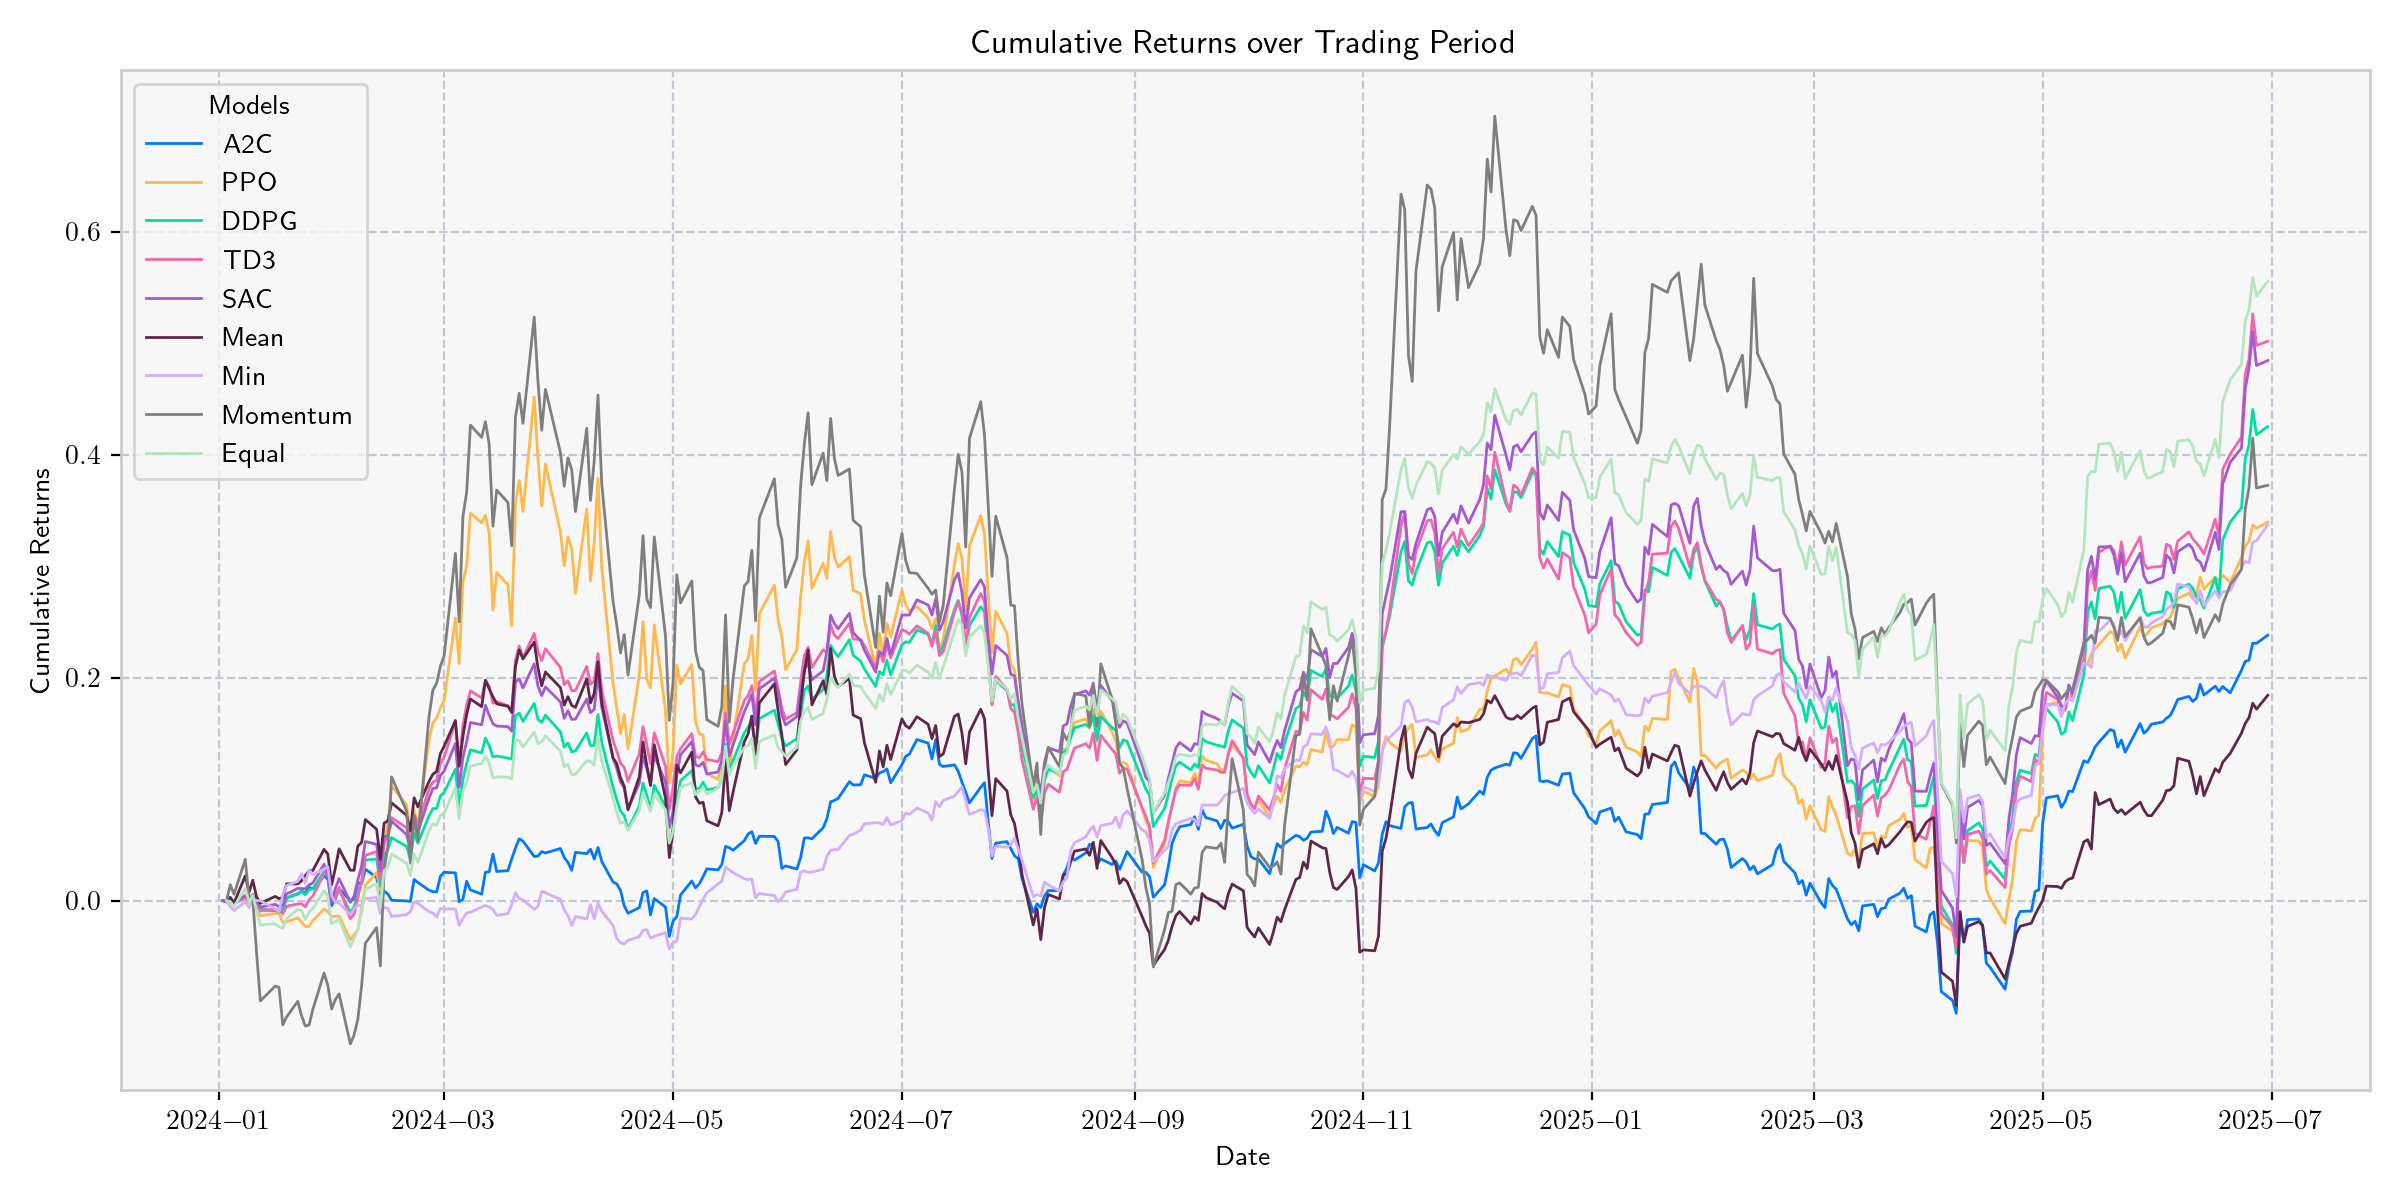 Cumulative Returns over Trading Period
Models
A2C
PPO
DDPG
TD3
SAC
Mean
Min
Momentum
Equal
Cumulative Returns
0.6
0.4
0.2
0.0
2024−01 2024−03 2024−05 2024−07 2024−09 2024−11 2025−01 2025−03 2025−05 2025−07
Date